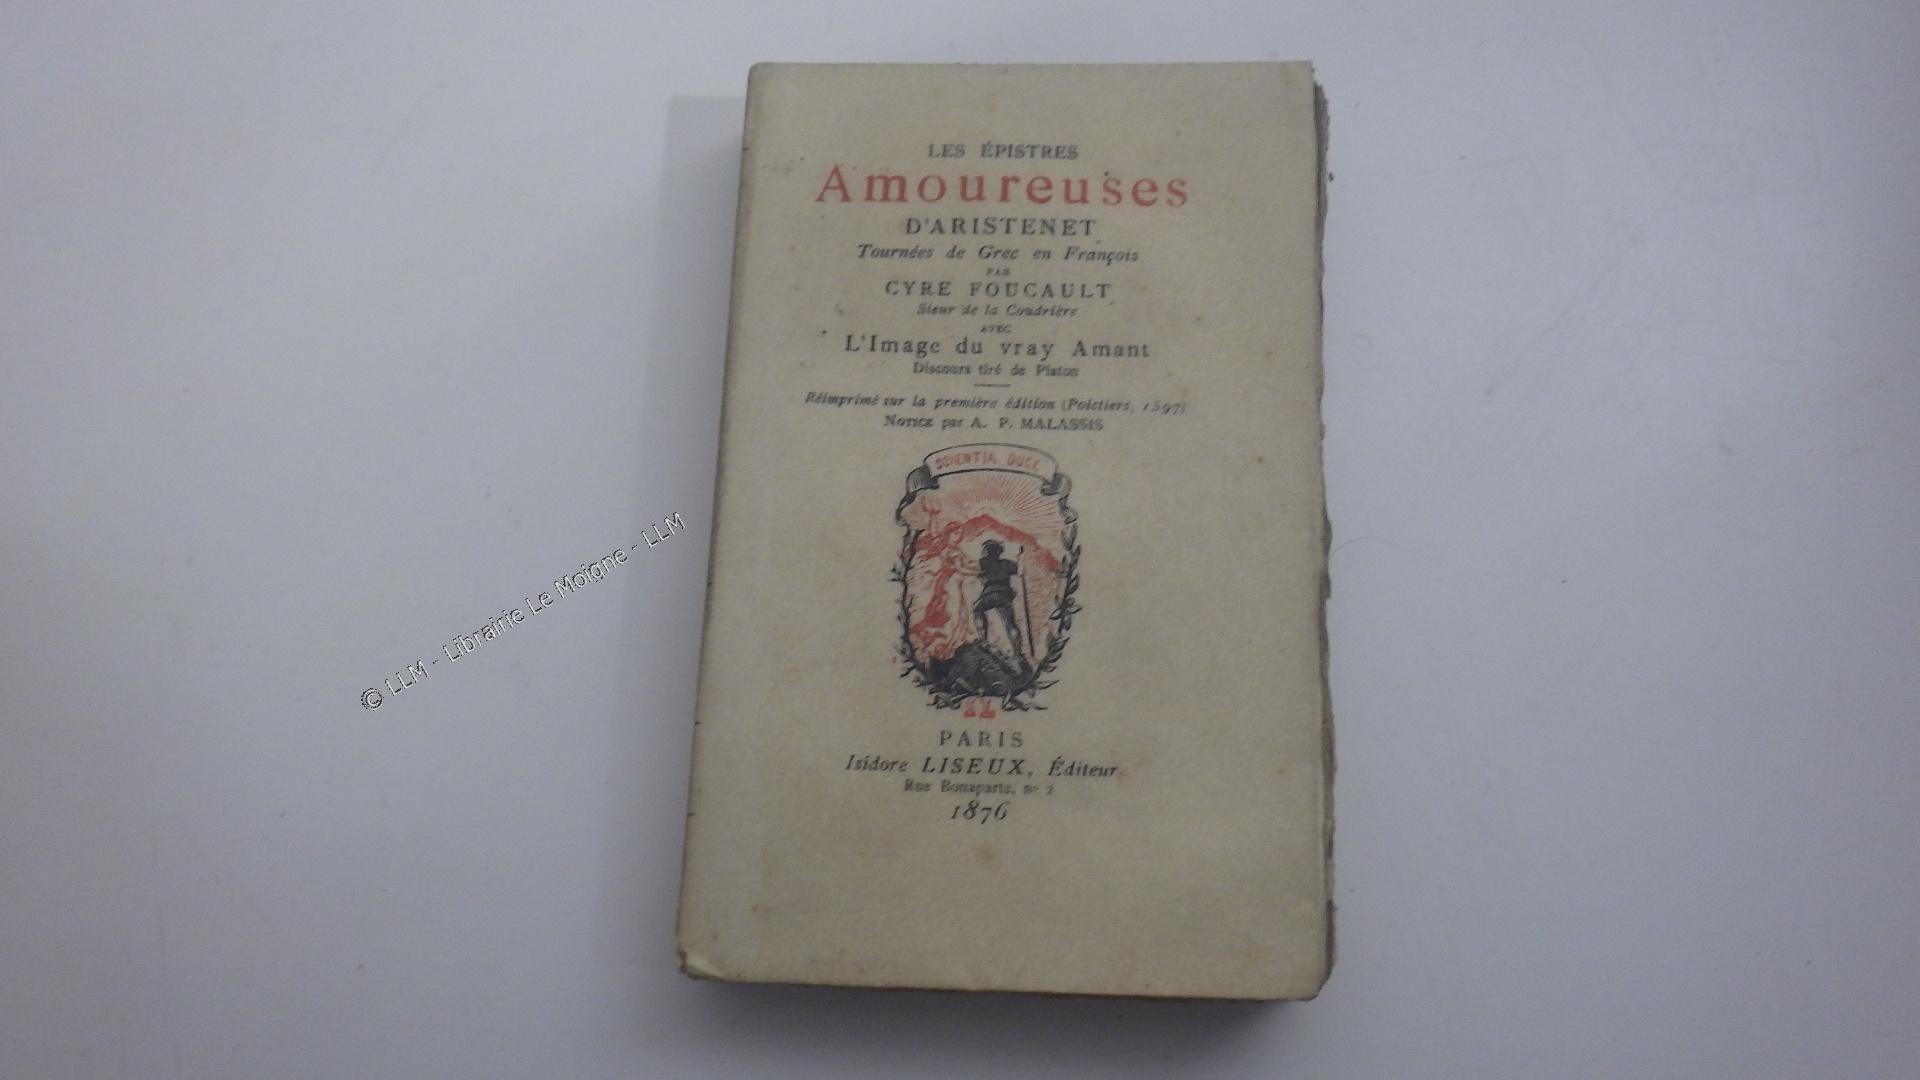 LES ÉPISTRES
Amoureuses
D'ARISTENET
Tournées de Grec en François
PAR
CYRE FOUCAULT
Sieur de la Coudrière
AVEC
L'Image du vray Amant
Discours tiré de Platon
Réimprimé sur la première édition (Poictiers, 1597)
NOTICE par A. P. MALASSIS
SCIENTIA DUCE
PARIS
Isidore LISEUX, Éditeur
Rue Bonaparte, nº 2
1876
© LLM - Librairie Le Moigne - LLM